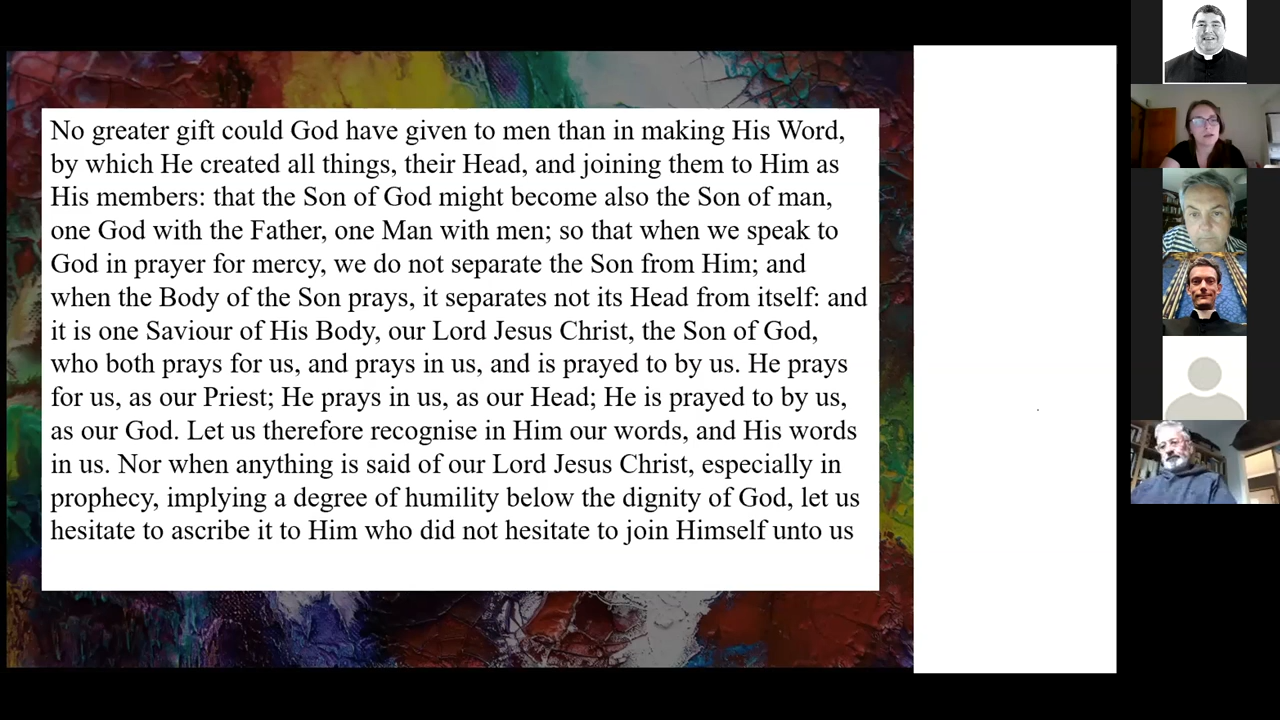 No greater gift could God have given to men than in making His Word,
by which He created all things, their Head, and joining them to Him as
His members: that the Son of God might become also the Son of man,
one God with the Father, one Man with men; so that when we speak to
God in prayer for mercy, we do not separate the Son from Him; and
when the Body of the Son prays, it separates not its Head from itself: and
it is one Saviour of His Body, our Lord Jesus Christ, the Son of God,
who both prays for us, and prays in us, and is prayed to by us. He prays
for us, as our Priest; He prays in us, as our Head; He is prayed to by us,
as our God. Let us therefore recognise in Him our words, and His words
in us. Nor when anything is said of our Lord Jesus Christ, especially in
prophecy, implying a degree of humility below the dignity of God, let us
hesitate to ascribe it to Him who did not hesitate to join Himself unto us